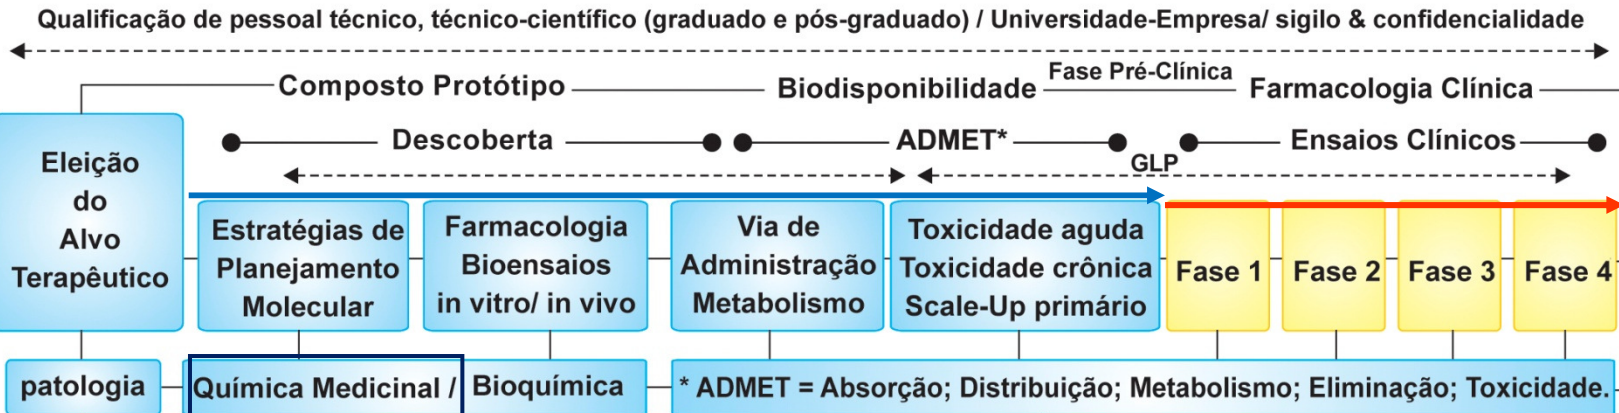 Qualificação de pessoal técnico, técnico-científico (graduado e pós-graduado) / Universidade-Empresa/ sigilo & confidencialidade
Composto Protótipo
Biodisponibilidade
Fase Pré-Clínica
Farmacologia Clínica
Descoberta
ADMET*
Ensaios Clínicos
GLP
Eleição
do
Alvo
Terapêutico
Estratégias de
Planejamento
Molecular
Farmacologia
Bioensaios
in vitro/ in vivo
Via de
Administração
Metabolismo
Toxicidade aguda
Toxicidade crônica
Scale-Up primário
Fase 1
Fase 2
Fase 3
Fase 4
patologia
Química Medicinal /
Bioquímica
* ADMET = Absorção; Distribuição; Metabolismo; Eliminação; Toxicidade.